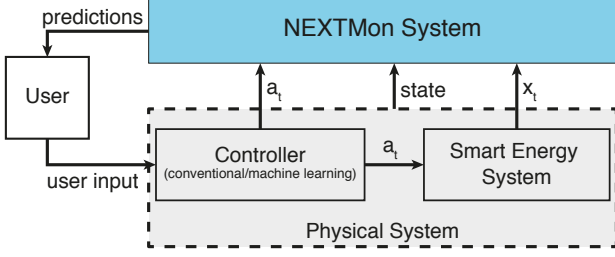 predictions
NEXTMon System
User
a_t
state
x_t
Controller
(conventional/machine learning)
a_t
Smart Energy
System
user input
Physical System